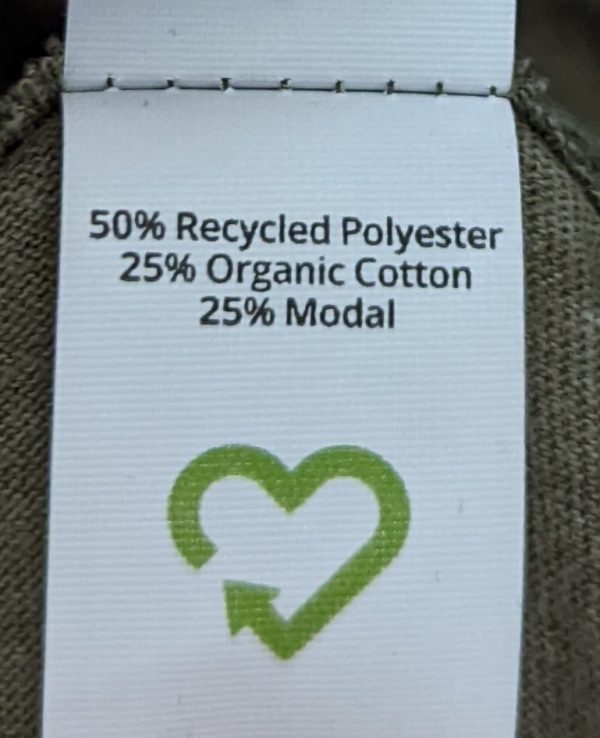 50% Recycled Polyester
25% Organic Cotton
25% Modal